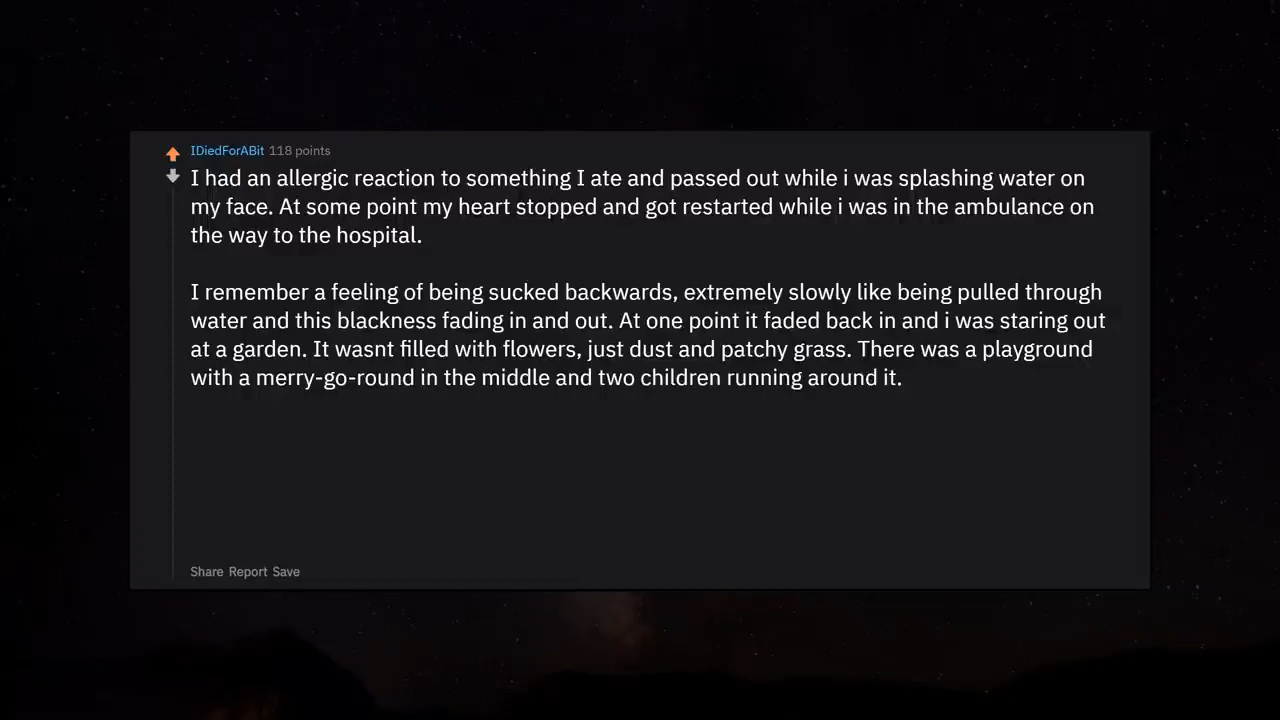 IDiedForABit 118 points
I had an allergic reaction to something I ate and passed out while i was splashing water on
my face. At some point my heart stopped and got restarted while i was in the ambulance on
the way to the hospital.
I remember a feeling of being sucked backwards, extremely slowly like being pulled through
water and this blackness fading in and out. At one point it faded back in and i was staring out
at a garden. It wasnt filled with flowers, just dust and patchy grass. There was a playground
with a merry-go-round in the middle and two children running around it.
Share Report Save